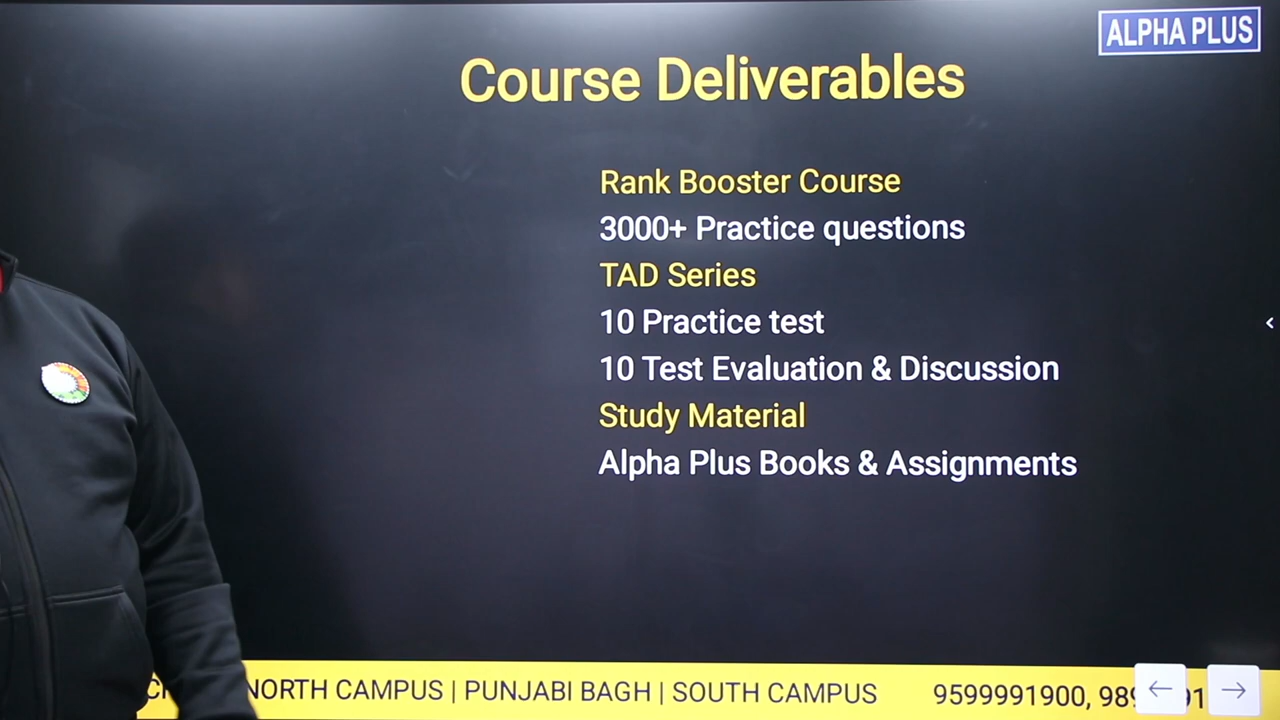 ALPHA PLUS
Course Deliverables
Rank Booster Course
3000+ Practice questions
TAD Series
10 Practice test
10 Test Evaluation & Discussion
Study Material
Alpha Plus Books & Assignments
NORTH CAMPUS | PUNJABI BAGH | SOUTH CAMPUS 9599991900,